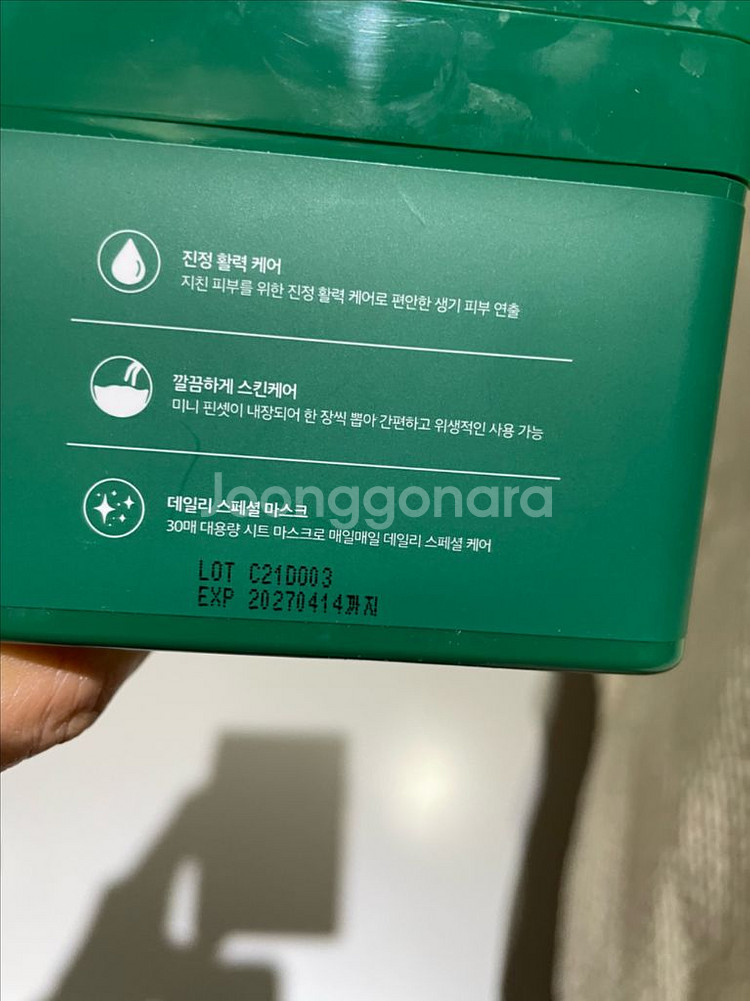 진정 활력 케어
지친 피부를 위한 진정 활력 케어로 편안한 생기 피부 연출
깔끔하게 스킨케어
미니 핀셋이 내장되어 한 장씩 뽑아 간편하고 위생적인 사용 가능
Joonggonara
데일리 스페셜 마스크
30매 대용량 시트 마스크로 매일매일 데일리 스페셜 케어
LOT C21D003
EXP 20270414까지